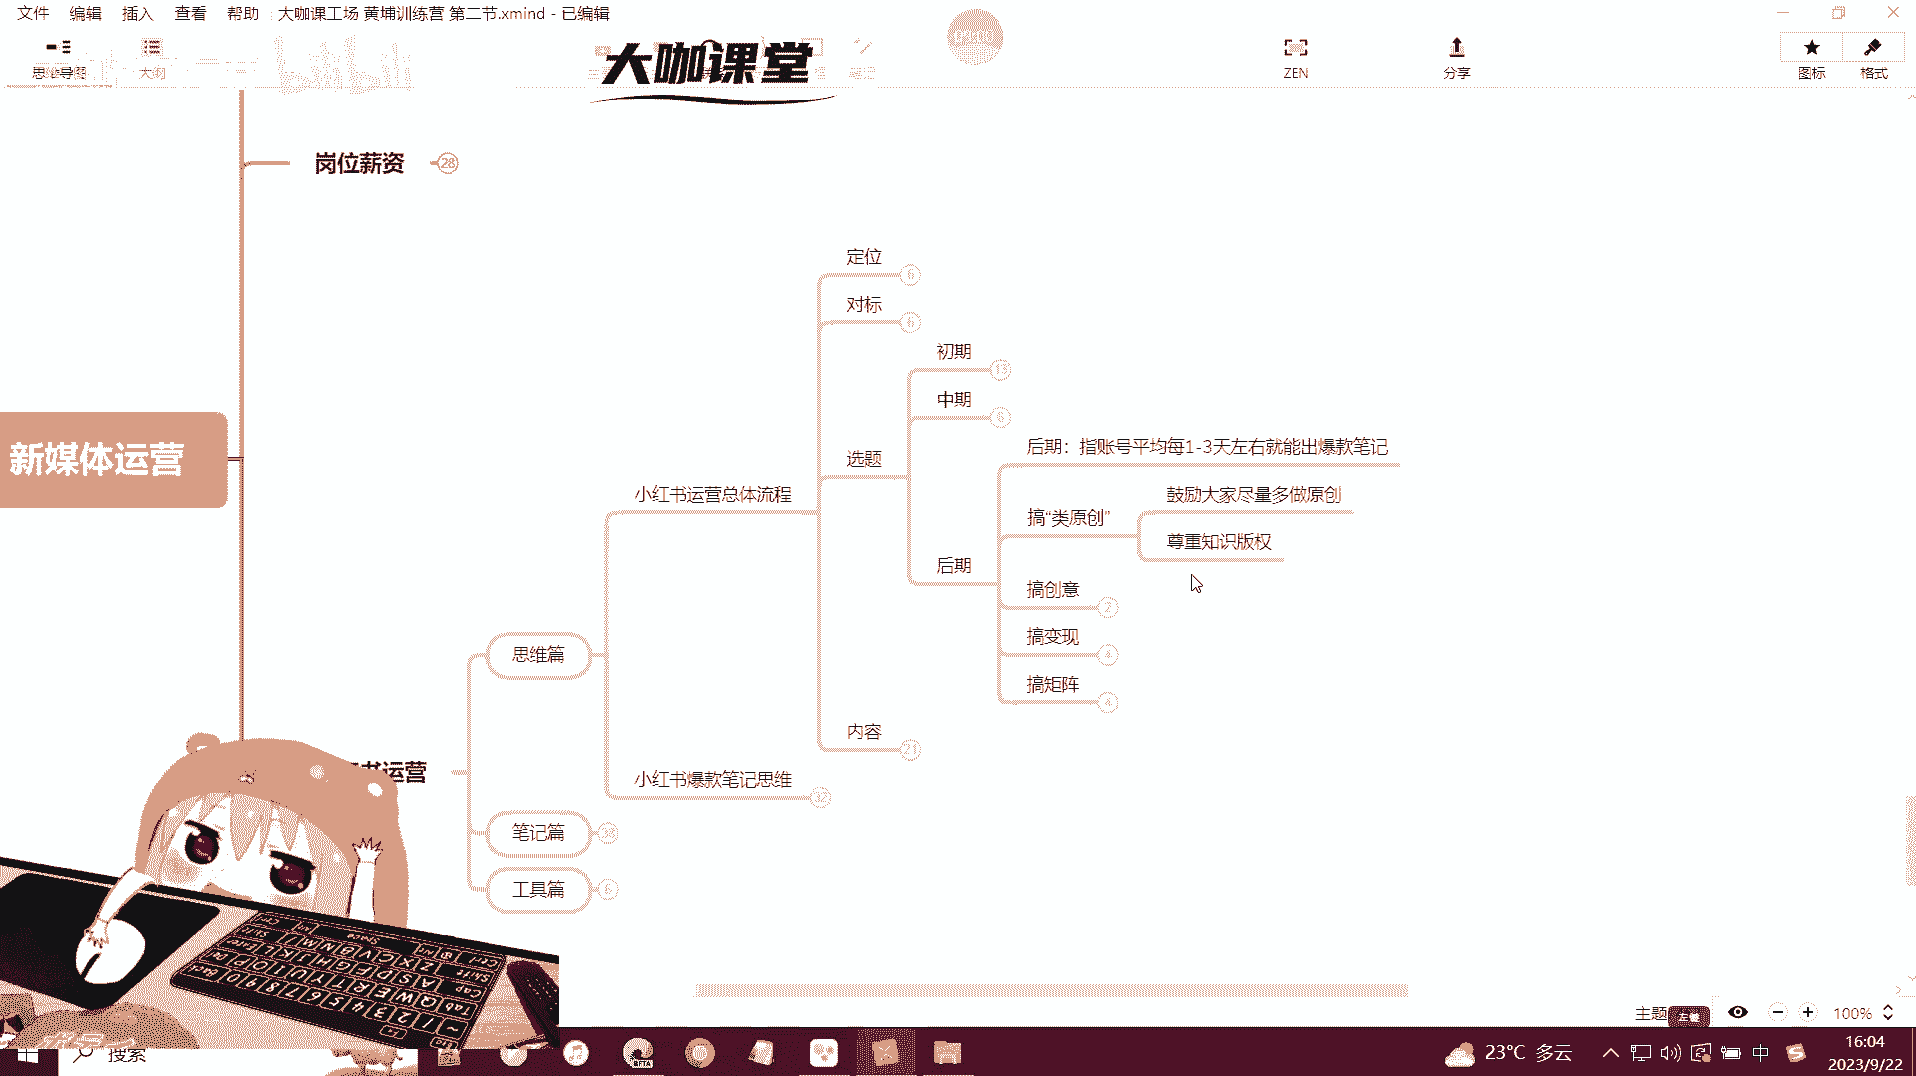 文件 编辑 插入 查看 帮助 大咖课工场 黄埔训练营 第二节.xmind - 已编辑
思维导图 大纲
大咖课堂
ZEN 分享 图标 格式
岗位薪资 28
定位 6
对标 6
初期 13
中期 6
后期：指账号平均每1-3天左右就能出爆款笔记
新媒体运营
选题
小红书运营总体流程
鼓励大家尽量多做原创
搞“类原创”
尊重知识版权
后期
搞创意 2
搞变现 4
思维篇
搞矩阵 4
内容 21
书运营
小红书爆款笔记思维 32
笔记篇 38
工具篇 6
主题
100%
搜索
BETA
23°C 多云
中
16:04
2023/9/22